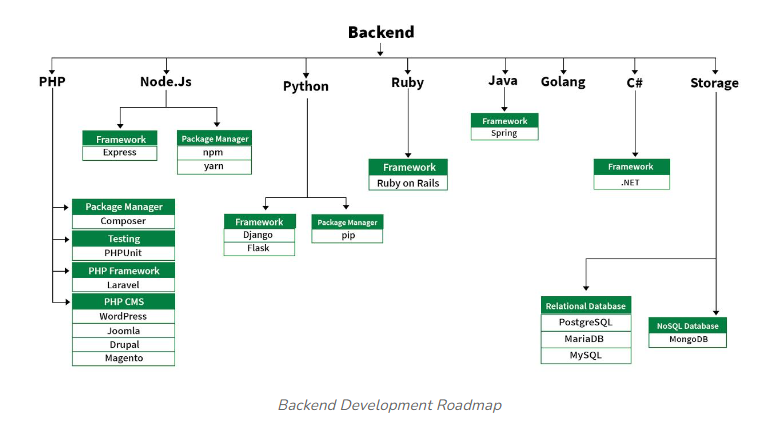 Backend
PHP
Node.Js
Python
Ruby
Java
Golang
C#
Storage
Framework
Express
Package Manager
npm
yarn
Framework
Spring
Framework
Ruby on Rails
Framework
.NET
Package Manager
Composer
Testing
PHPUnit
PHP Framework
Laravel
PHP CMS
WordPress
Joomla
Drupal
Magento
Framework
Django
Flask
Package Manager
pip
Relational Database
PostgreSQL
MariaDB
MySQL
NoSQL Database
MongoDB
Backend Development Roadmap